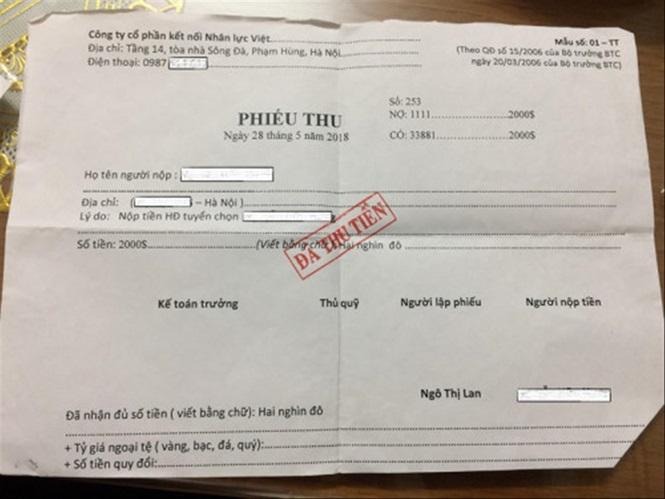 Công ty cổ phần kết nối Nhân lực Việt
Địa chỉ: Tầng 14, tòa nhà Sông Đà, Phạm Hùng, Hà Nội
Điện thoại: 0987
Mẫu số: 01 – TT
(Theo QĐ số 15/2006 của Bộ trưởng BTC
ngày 20/03/2006 của Bộ trưởng BTC)
PHIẾU THU
Ngày 28 tháng 5 năm 2018
Số: 253
NỢ: 1111..............................2000$
CÓ: 33881..........................2000$
Họ tên người nộp :
Địa chỉ: ( – Hà Nội )
Lý do: Nộp tiền HĐ tuyển chọn
Số tiền: 2000$..........................(Viết bằng chữ ) Hai nghìn đô
ĐÃ THU TIỀN
Kế toán trưởng Thủ quỹ Người lập phiếu Người nộp tiền
Ngô Thị Lan
Đã nhận đủ số tiền ( viết bằng chữ): Hai nghìn đô
+ Tỷ giá ngoại tệ ( vàng, bạc, đá, quý):
+ Số tiền quy đổi: